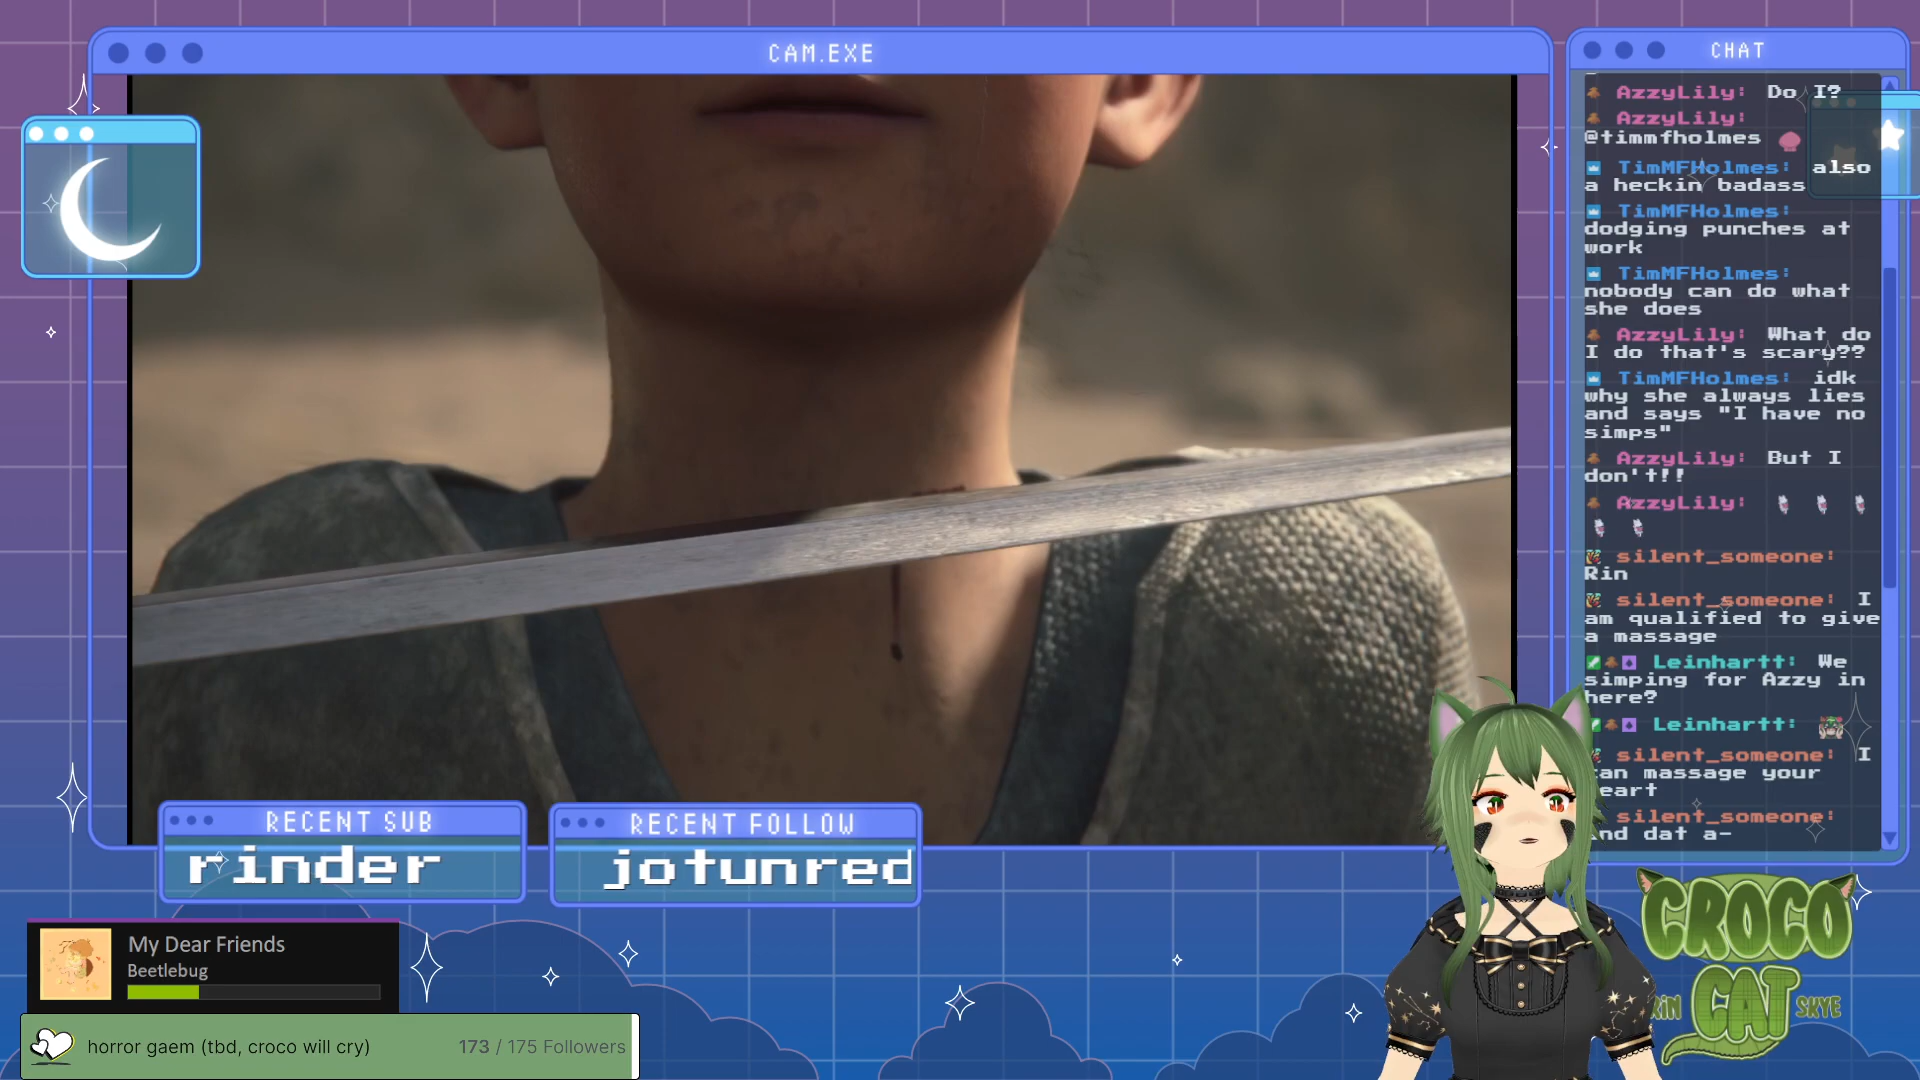 CAM.EXE
CHAT
AzzyLily: Do I?
AzzyLily:
@timmfholmes
TimMFHolmes: also
a heckin badass
TimMFHolmes:
dodging punches at
work
TimMFHolmes:
nobody can do what
she does
AzzyLily: What do
I do that's scary??
TimMFHolmes: idk
why she always lies
and says "I have no
simps"
AzzyLily: But I
don't!!
AzzyLily:
silent_someone:
Rin
silent_someone: I
am qualified to give
a massage
Leinhartt: We
simping for Azzy in
here?
Leinhartt:
silent_someone: I
can massage your
heart
silent_someone:
and dat a-
RECENT SUB
rinder
RECENT FOLLOW
jotunred
My Dear Friends
Beetlebug
horror gaem (tbd, croco will cry) 173 / 175 Followers
CROCO
CAT
RIN SKYE